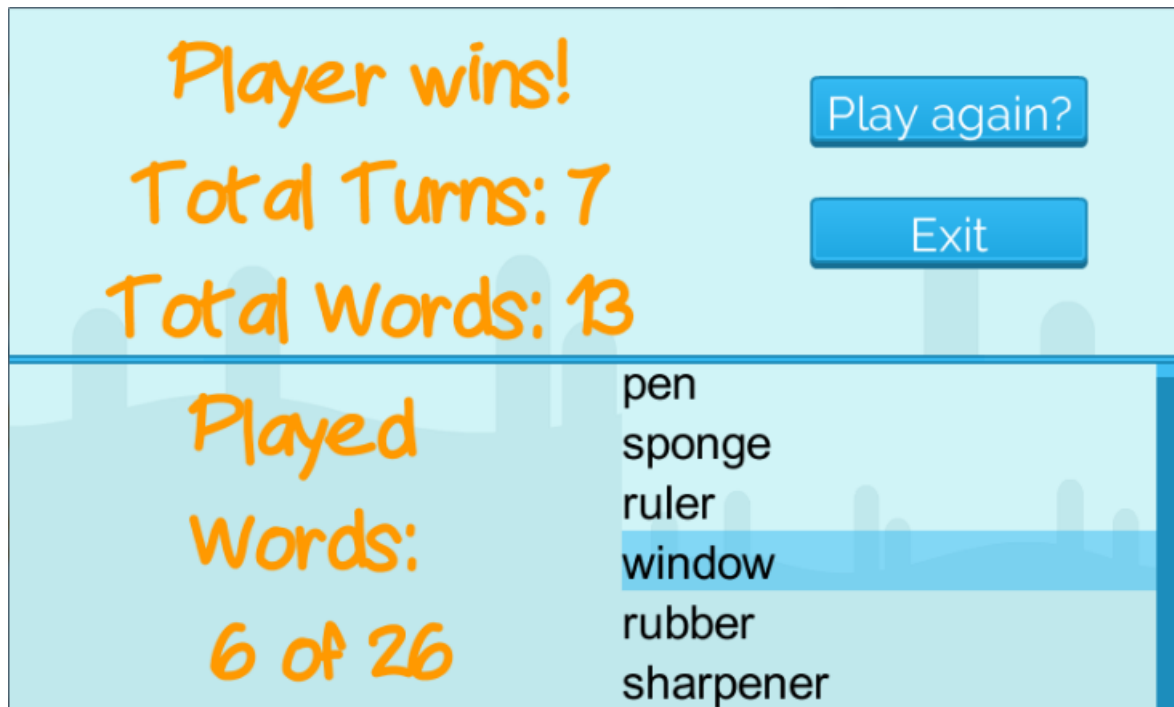 Player wins!
Total Turns: 7
Total Words: 13
Play again?
Exit
Played
Words:
6 of 26
pen
sponge
ruler
window
rubber
sharpener